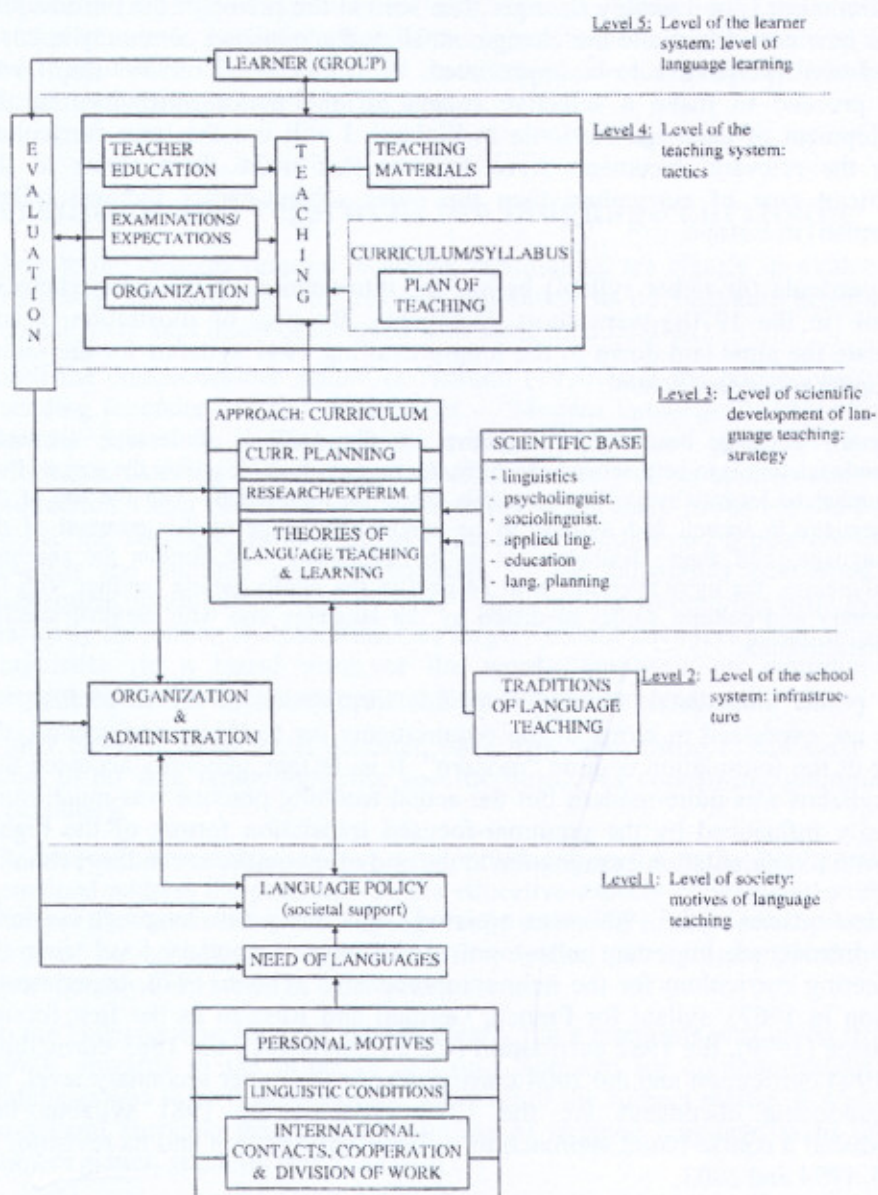 Level 5: Level of the learner
system: level of
language learning
LEARNER (GROUP)
EVALUATION
Level 4: Level of the
teaching system:
tactics
TEACHER
EDUCATION
TEACHING
TEACHING
MATERIALS
EXAMINATIONS/
EXPECTATIONS
CURRICULUM/SYLLABUS
ORGANIZATION
PLAN OF
TEACHING
Level 3: Level of scientific
development of lan-
guage teaching:
strategy
APPROACH: CURRICULUM
CURR. PLANNING
RESEARCH/EXPERIM.
THEORIES OF
LANGUAGE TEACHING
& LEARNING
SCIENTIFIC BASE
- linguistics
- psycholinguist.
- sociolinguist.
- applied ling.
- education
- lang. planning
Level 2: Level of the school
system: infrastruc-
ture
ORGANIZATION
&
ADMINISTRATION
TRADITIONS
OF LANGUAGE
TEACHING
Level 1: Level of society:
motives of language
teaching
LANGUAGE POLICY
(societal support)
NEED OF LANGUAGES
PERSONAL MOTIVES
LINGUISTIC CONDITIONS
INTERNATIONAL
CONTACTS, COOPERATION
& DIVISION OF WORK